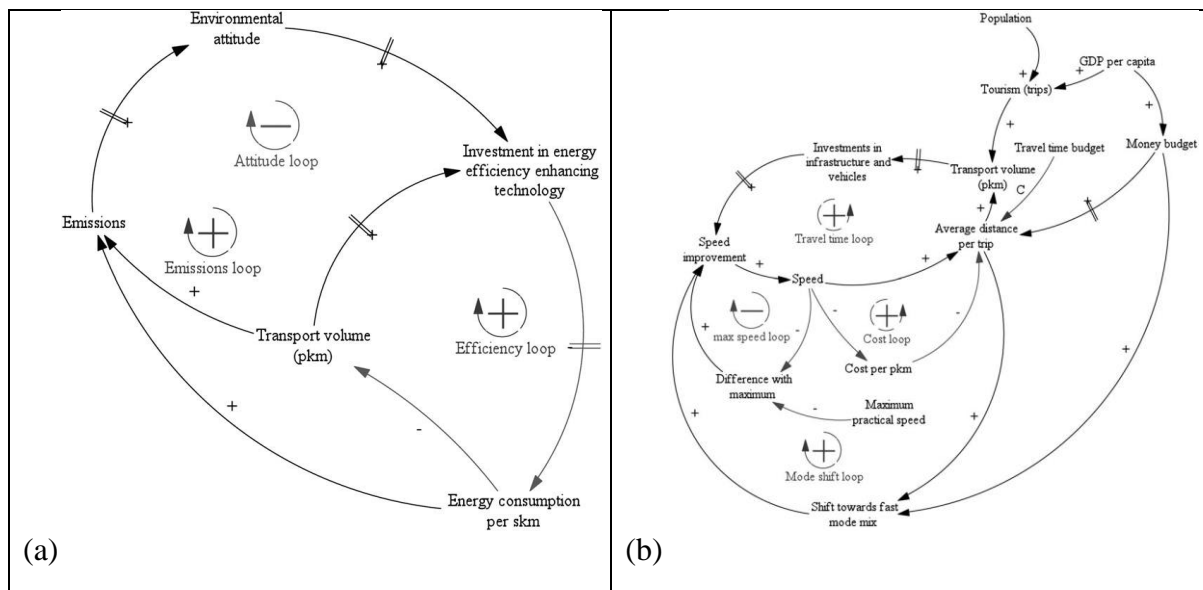 Environmental
attitude
+
+
Attitude loop
Investment in energy
efficiency enhancing
technology
Emissions
+
Emissions loop
+
+
Transport volume
(pkm)
Efficiency loop
-
+
-
Energy consumption
per skm
(a)
Population
GDP per capita
+
+
Tourism (trips)
+
+
Travel time budget
Money budget
Investments in
infrastructure and
vehicles
+
Transport volume
(pkm)
C
+
+
Travel time loop
+
Average distance
per trip
Speed
improvement
+
+
Speed
-
-
-
max speed loop
Cost loop
+
Cost per pkm
Difference with
maximum
+
-
Maximum
practical speed
+
+
Mode shift loop
Shift towards fast
mode mix
(b)